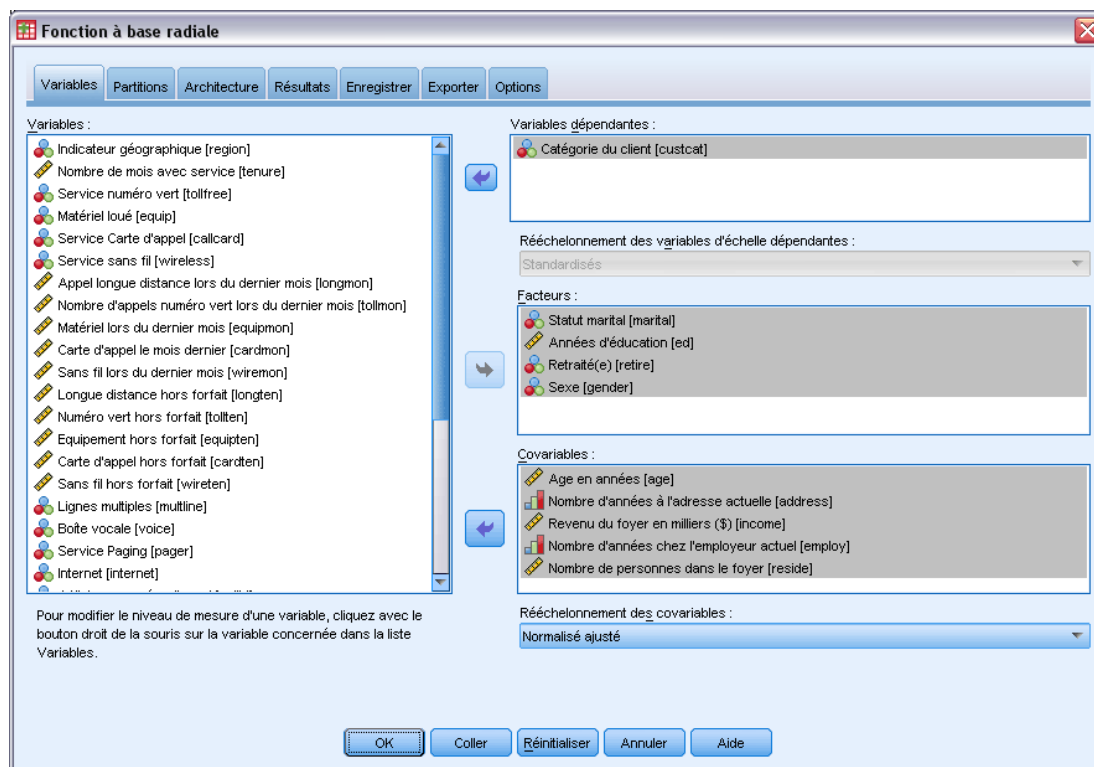 Fonction à base radiale
Variables
Partitions
Architecture
Résultats
Enregistrer
Exporter
Options
Variables :
Indicateur géographique [region]
Nombre de mois avec service [tenure]
Service numéro vert [tollfree]
Matériel loué [equip]
Service Carte d'appel [callcard]
Service sans fil [wireless]
Appel longue distance lors du dernier mois [longmon]
Nombre d'appels numéro vert lors du dernier mois [tollmon]
Matériel lors du dernier mois [equipmon]
Carte d'appel le mois dernier [cardmon]
Sans fil lors du dernier mois [wiremon]
Longue distance hors forfait [longten]
Numéro vert hors forfait [tollten]
Equipement hors forfait [equipten]
Carte d'appel hors forfait [cardten]
Sans fil hors forfait [wireten]
Lignes multiples [multline]
Boîte vocale [voice]
Service Paging [pager]
Internet [internet]
Pour modifier le niveau de mesure d'une variable, cliquez avec le
bouton droit de la souris sur la variable concernée dans la liste
Variables.
Variables dépendantes :
Catégorie du client [custcat]
Rééchelonnement des variables d'échelle dépendantes :
Standardisés
Facteurs :
Statut marital [marital]
Années d'éducation [ed]
Retraité(e) [retire]
Sexe [gender]
Covariables :
Age en années [age]
Nombre d'années à l'adresse actuelle [address]
Revenu du foyer en milliers ($) [income]
Nombre d'années chez l'employeur actuel [employ]
Nombre de personnes dans le foyer [reside]
Rééchelonnement des covariables :
Normalisé ajusté
OK
Coller
Réinitialiser
Annuler
Aide